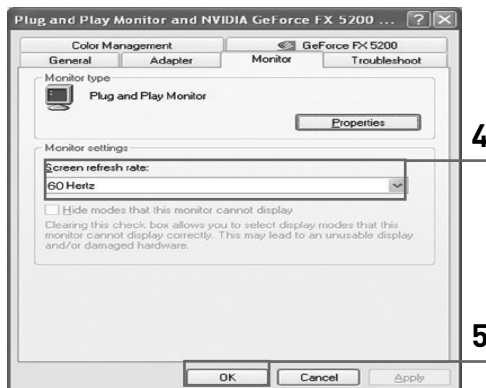 Plug and Play Monitor and NVIDIA GeForce FX 5200 ...
Color Management
GeForce FX 5200
General
Adapter
Monitor
Troubleshoot
Monitor type
Plug and Play Monitor
Properties
4
Monitor settings
Screen refresh rate:
60 Hertz
Hide modes that this monitor cannot display
Clearing this check box allows you to select display modes that this
monitor cannot display correctly. This may lead to an unusable display
and/or damaged hardware.
5
OK
Cancel
Apply